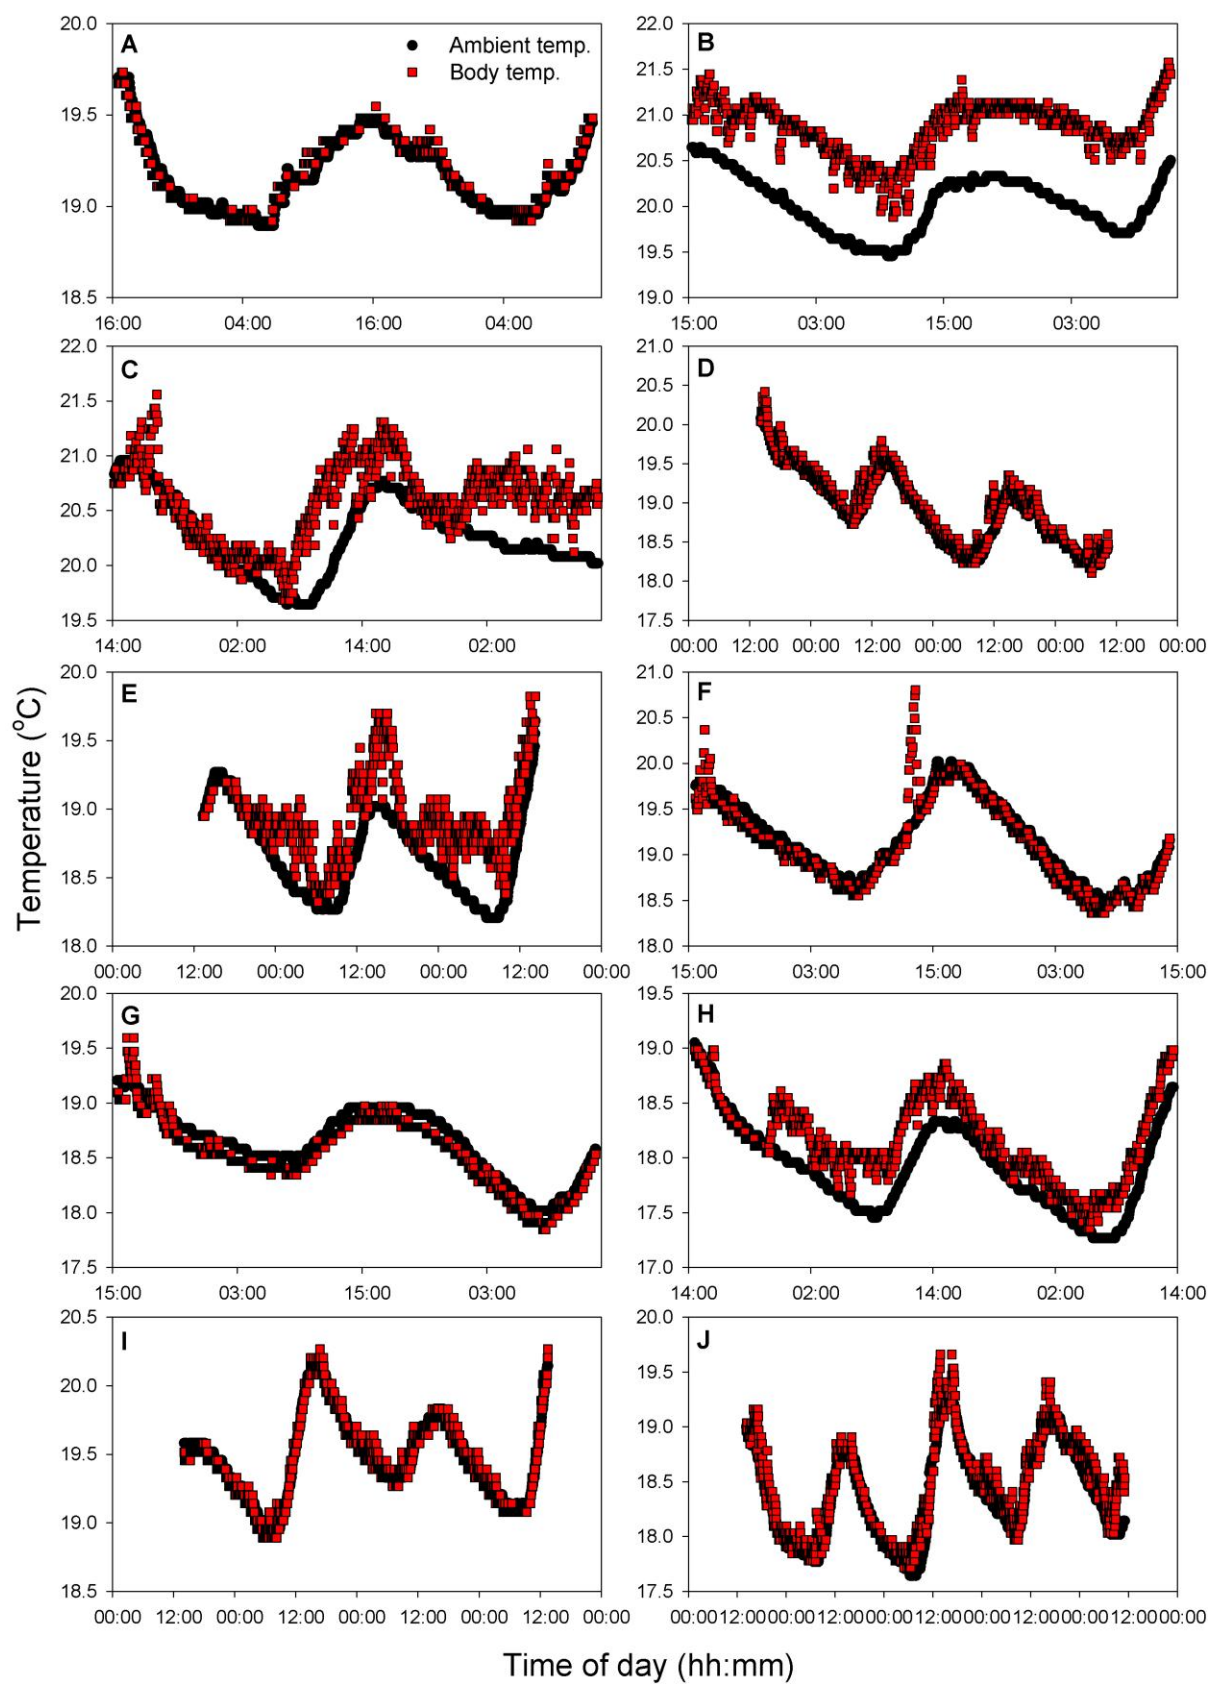 20.0
19.5
19.0
18.5
A
Ambient temp.
Body temp.
16:00 04:00 16:00 04:00
22.0
21.5
21.0
20.5
20.0
19.5
19.0
B
15:00 03:00 15:00 03:00
22.0
21.5
21.0
20.5
20.0
19.5
C
14:00 02:00 14:00 02:00
21.0
20.5
20.0
19.5
19.0
18.5
18.0
17.5
D
00:00 12:00 00:00 12:00 00:00 12:00 00:00 12:00 00:00
Temperature (°C)
20.0
19.5
19.0
18.5
18.0
E
00:00 12:00 00:00 12:00 00:00 12:00 00:00
21.0
20.5
20.0
19.5
19.0
18.5
18.0
F
15:00 03:00 15:00 03:00 15:00
20.0
19.5
19.0
18.5
18.0
17.5
G
15:00 03:00 15:00 03:00
19.5
19.0
18.5
18.0
17.5
17.0
H
14:00 02:00 14:00 02:00 14:00
20.5
20.0
19.5
19.0
18.5
I
00:00 12:00 00:00 12:00 00:00 12:00 00:00 12:00 00:00
20.0
19.5
19.0
18.5
18.0
17.5
J
00:00 12:00 00:00 12:00 00:00 12:00 00:00 12:00 00:00 12:00 00:00
Time of day (hh:mm)